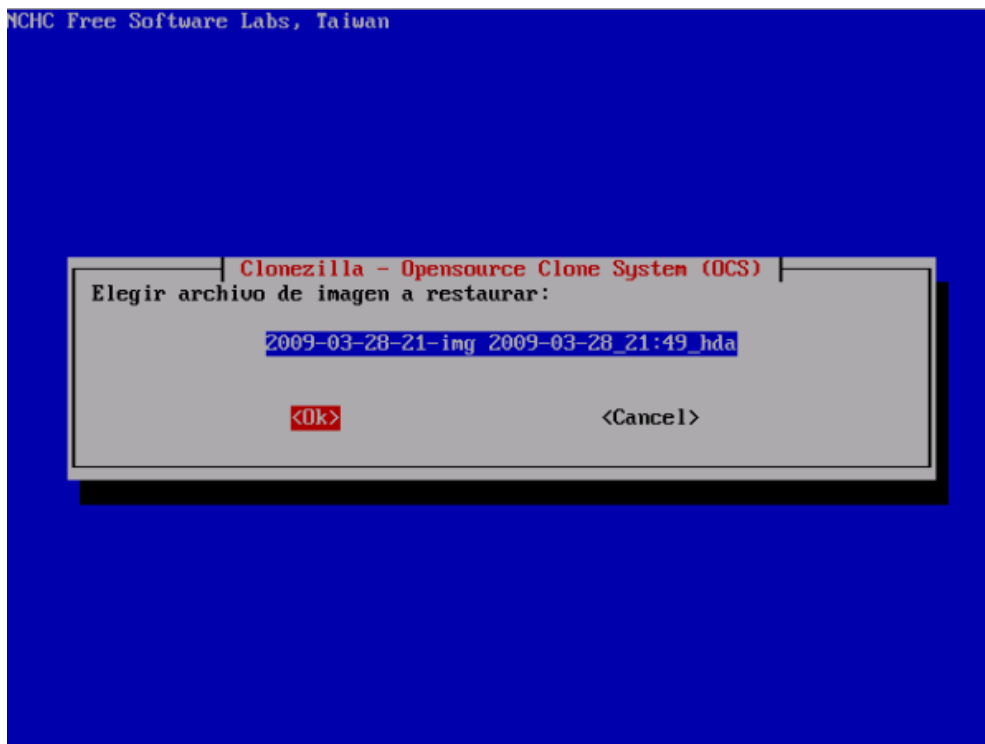 NCHC Free Software Labs, Taiwan
Clonezilla - Opensource Clone System (OCS)
Elegir archivo de imagen a restaurar:
2009-03-28-21-img 2009-03-28_21:49_hda
<Ok> <Cancel>